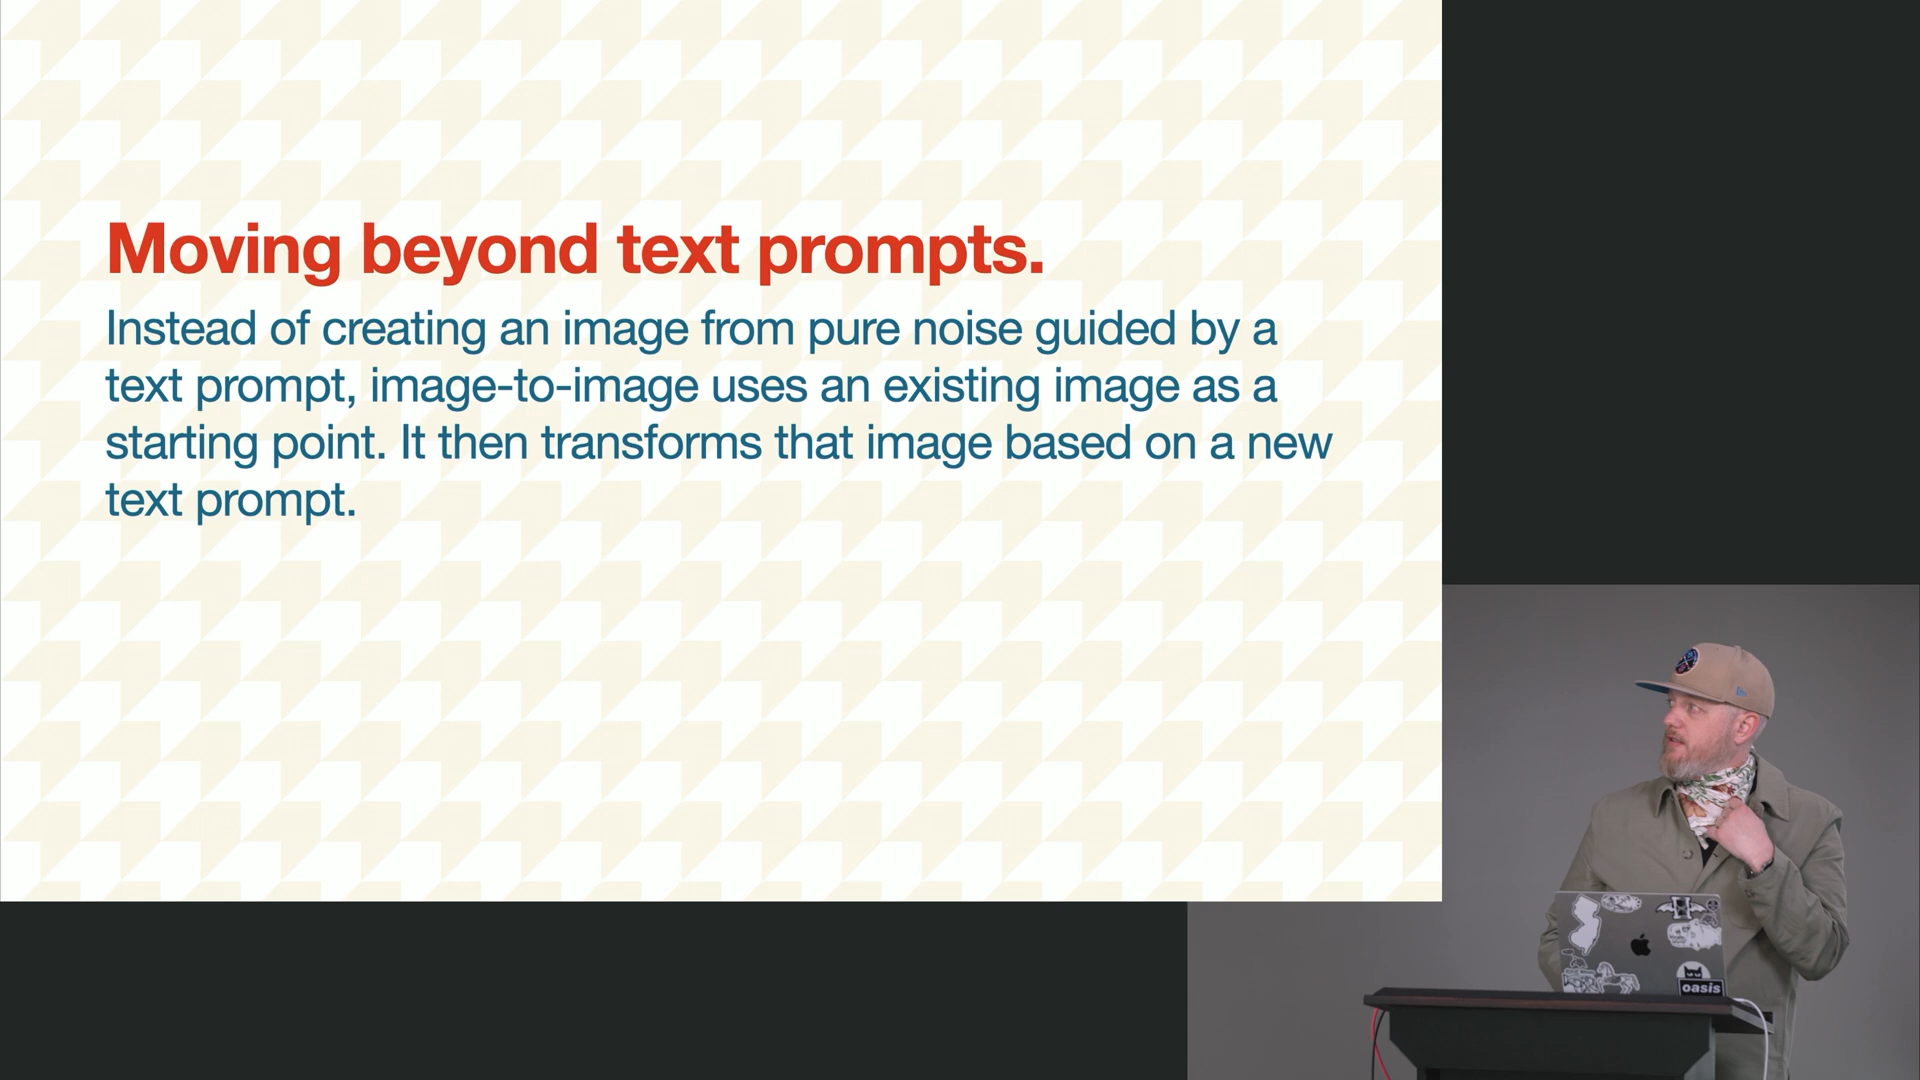 Moving beyond text prompts.
Instead of creating an image from pure noise guided by a
text prompt, image-to-image uses an existing image as a
starting point. It then transforms that image based on a new
text prompt.
oasis